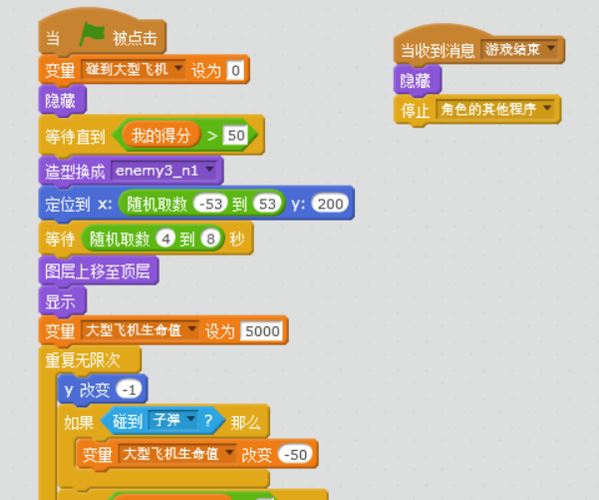 当 被点击
变量 碰到大型飞机 设为 0
隐藏
等待直到 我的得分 > 50
造型换成 enemy3_n1
定位到 x: 随机取数 -53 到 53 y: 200
等待 随机取数 4 到 8 秒
图层上移至顶层
显示
变量 大型飞机生命值 设为 5000
重复无限次
y 改变 -1
如果 碰到 子弹 ? 那么
变量 大型飞机生命值 改变 -50
当收到消息 游戏结束
隐藏
停止 角色的其他程序